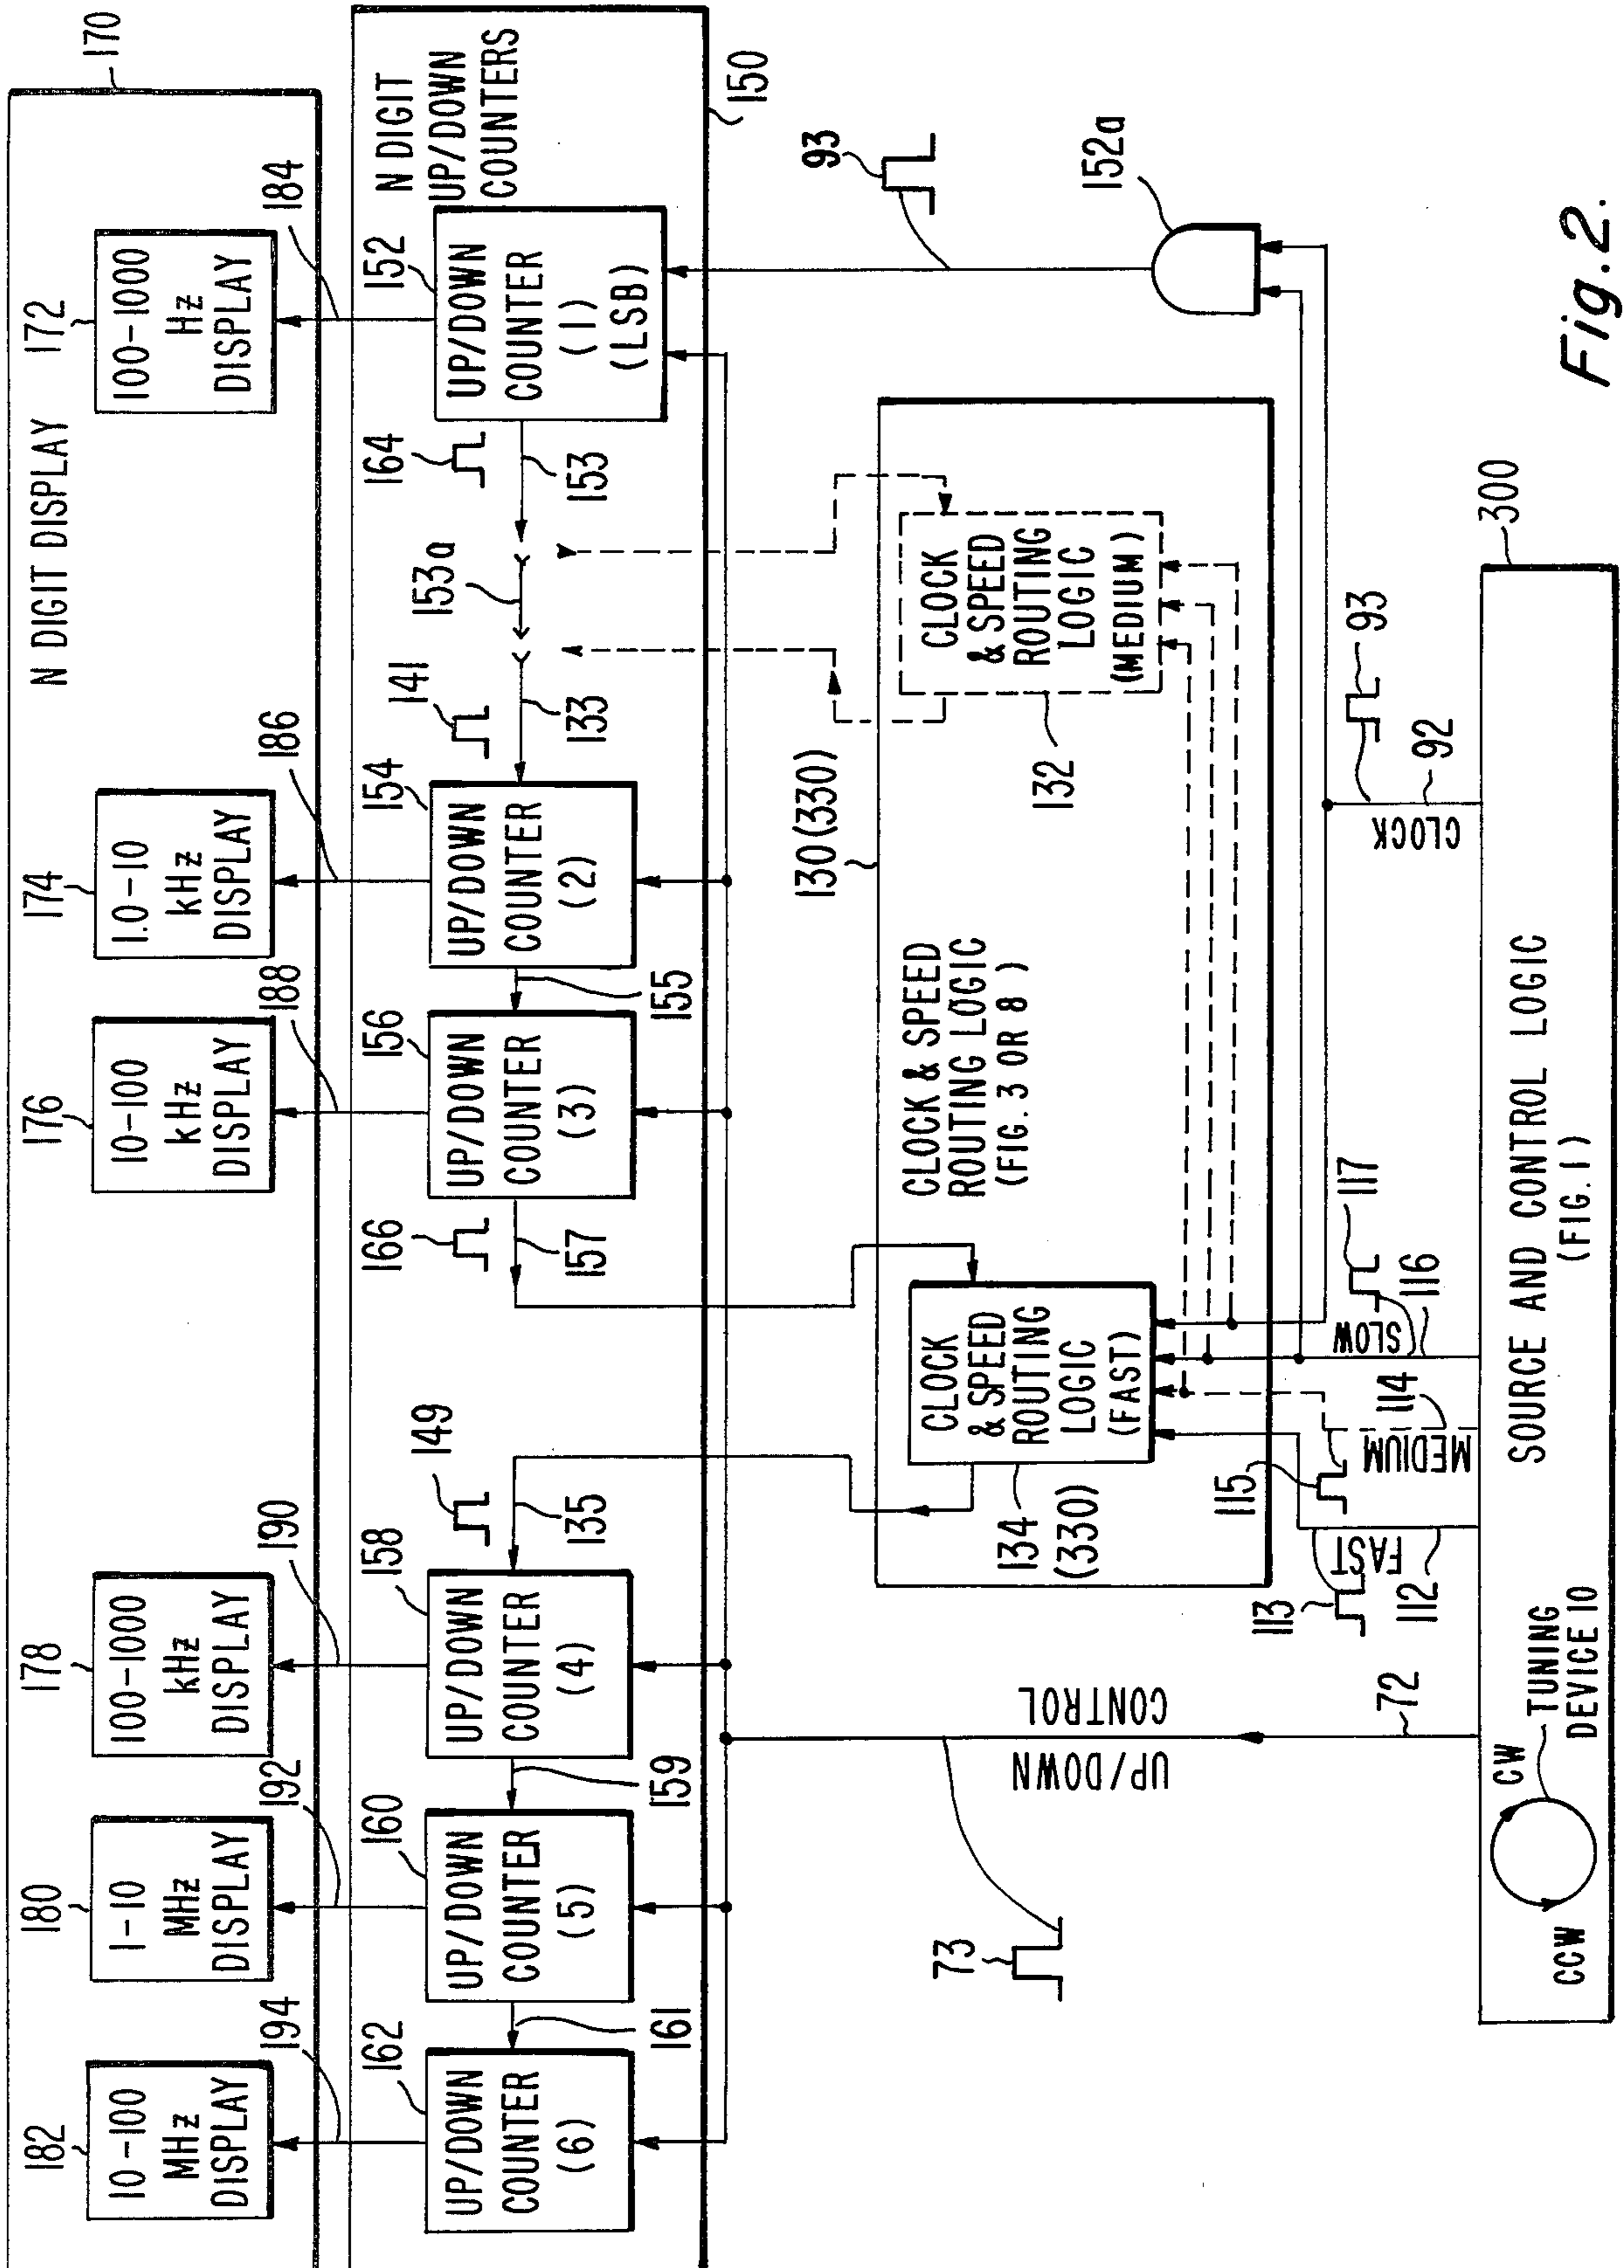 N DIGIT DISPLAY
170
182
180
178
176
174
172
10-100
MHz
DISPLAY
1-10
MHz
DISPLAY
100-1000
kHz
DISPLAY
10-100
kHz
DISPLAY
1.0-10
kHz
DISPLAY
100-1000
Hz
DISPLAY
194
192
190
188
186
184
N DIGIT
UP/DOWN
COUNTERS
150
162
160
158
149
166
156
154
141
153a
164
152
UP/DOWN
COUNTER
(6)
UP/DOWN
COUNTER
(5)
UP/DOWN
COUNTER
(4)
UP/DOWN
COUNTER
(3)
UP/DOWN
COUNTER
(2)
UP/DOWN
COUNTER
(1)
(LSB)
161
159
135
157
155
133
153
73
UP/DOWN
CONTROL
72
130(330)
CLOCK & SPEED
ROUTING LOGIC
(FIG. 3 OR 8)
CLOCK
& SPEED
ROUTING
LOGIC
(FAST)
134
(330)
CLOCK
& SPEED
ROUTING
LOGIC
(MEDIUM)
132
93
152a
113
FAST
112
115
MEDIUM
114
117
SLOW
116
93
CLOCK
92
300
CCW
CW
TUNING
DEVICE 10
SOURCE AND CONTROL LOGIC
(FIG. 1)
Fig. 2.